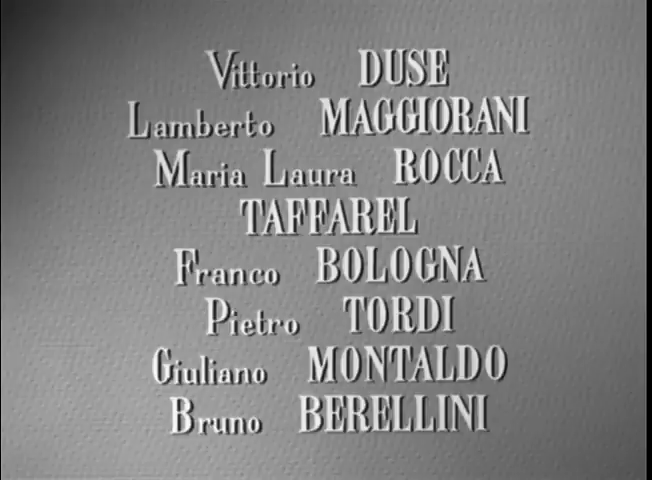 Vittorio DUSE
Lamberto MAGGIORANI
Maria Laura ROCCA
TAFFAREL
Franco BOLOGNA
Pietro TORDI
Giuliano MONTALDO
Bruno BERELLINI